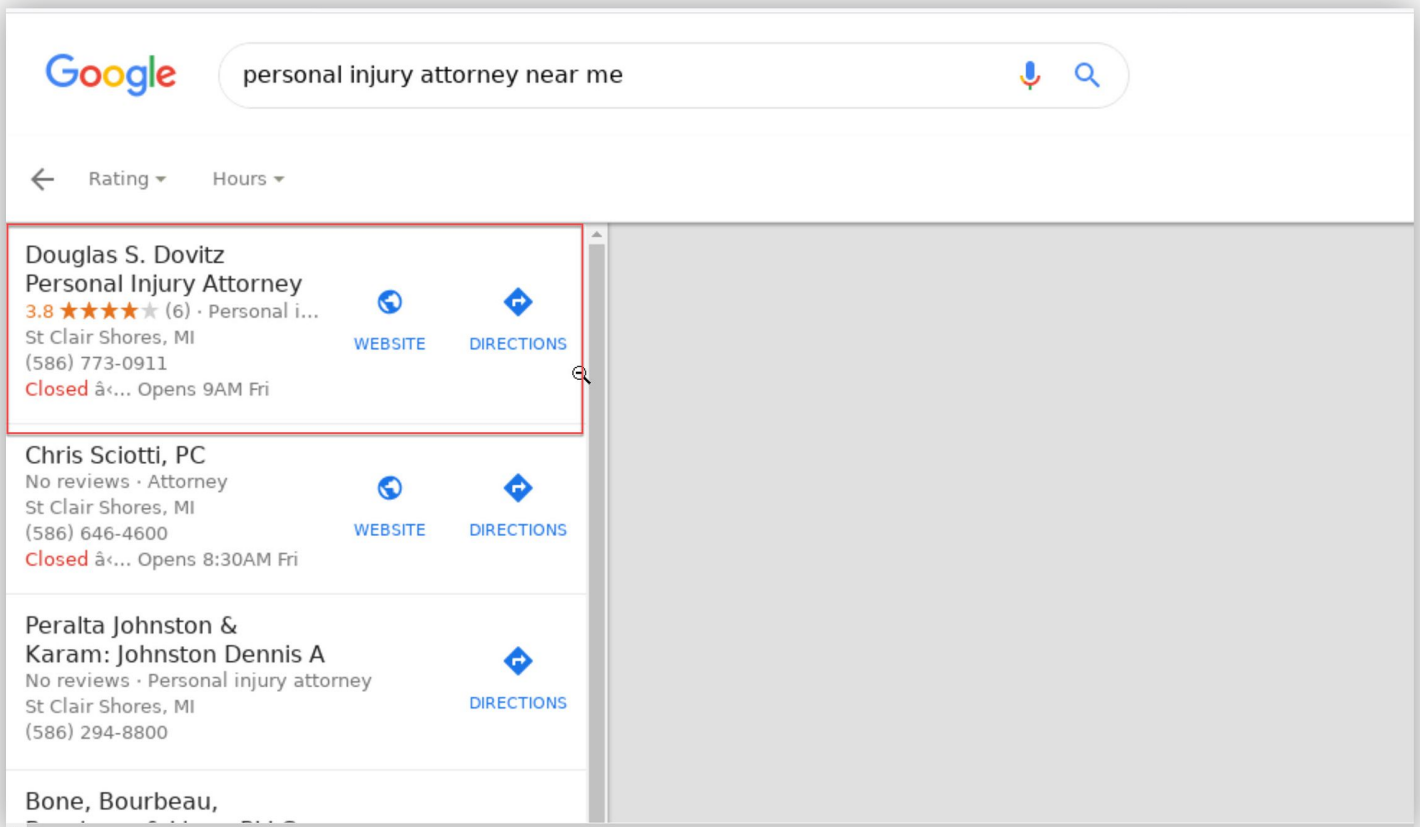 Google
personal injury attorney near me
Rating
Hours
Douglas S. Dovitz
Personal Injury Attorney
3.8 (6) · Personal i...
St Clair Shores, MI
(586) 773-0911
Closed â‹… Opens 9AM Fri
WEBSITE
DIRECTIONS
Chris Sciotti, PC
No reviews · Attorney
St Clair Shores, MI
(586) 646-4600
Closed â‹… Opens 8:30AM Fri
WEBSITE
DIRECTIONS
Peralta Johnston &
Karam: Johnston Dennis A
No reviews · Personal injury attorney
St Clair Shores, MI
(586) 294-8800
DIRECTIONS
Bone, Bourbeau,